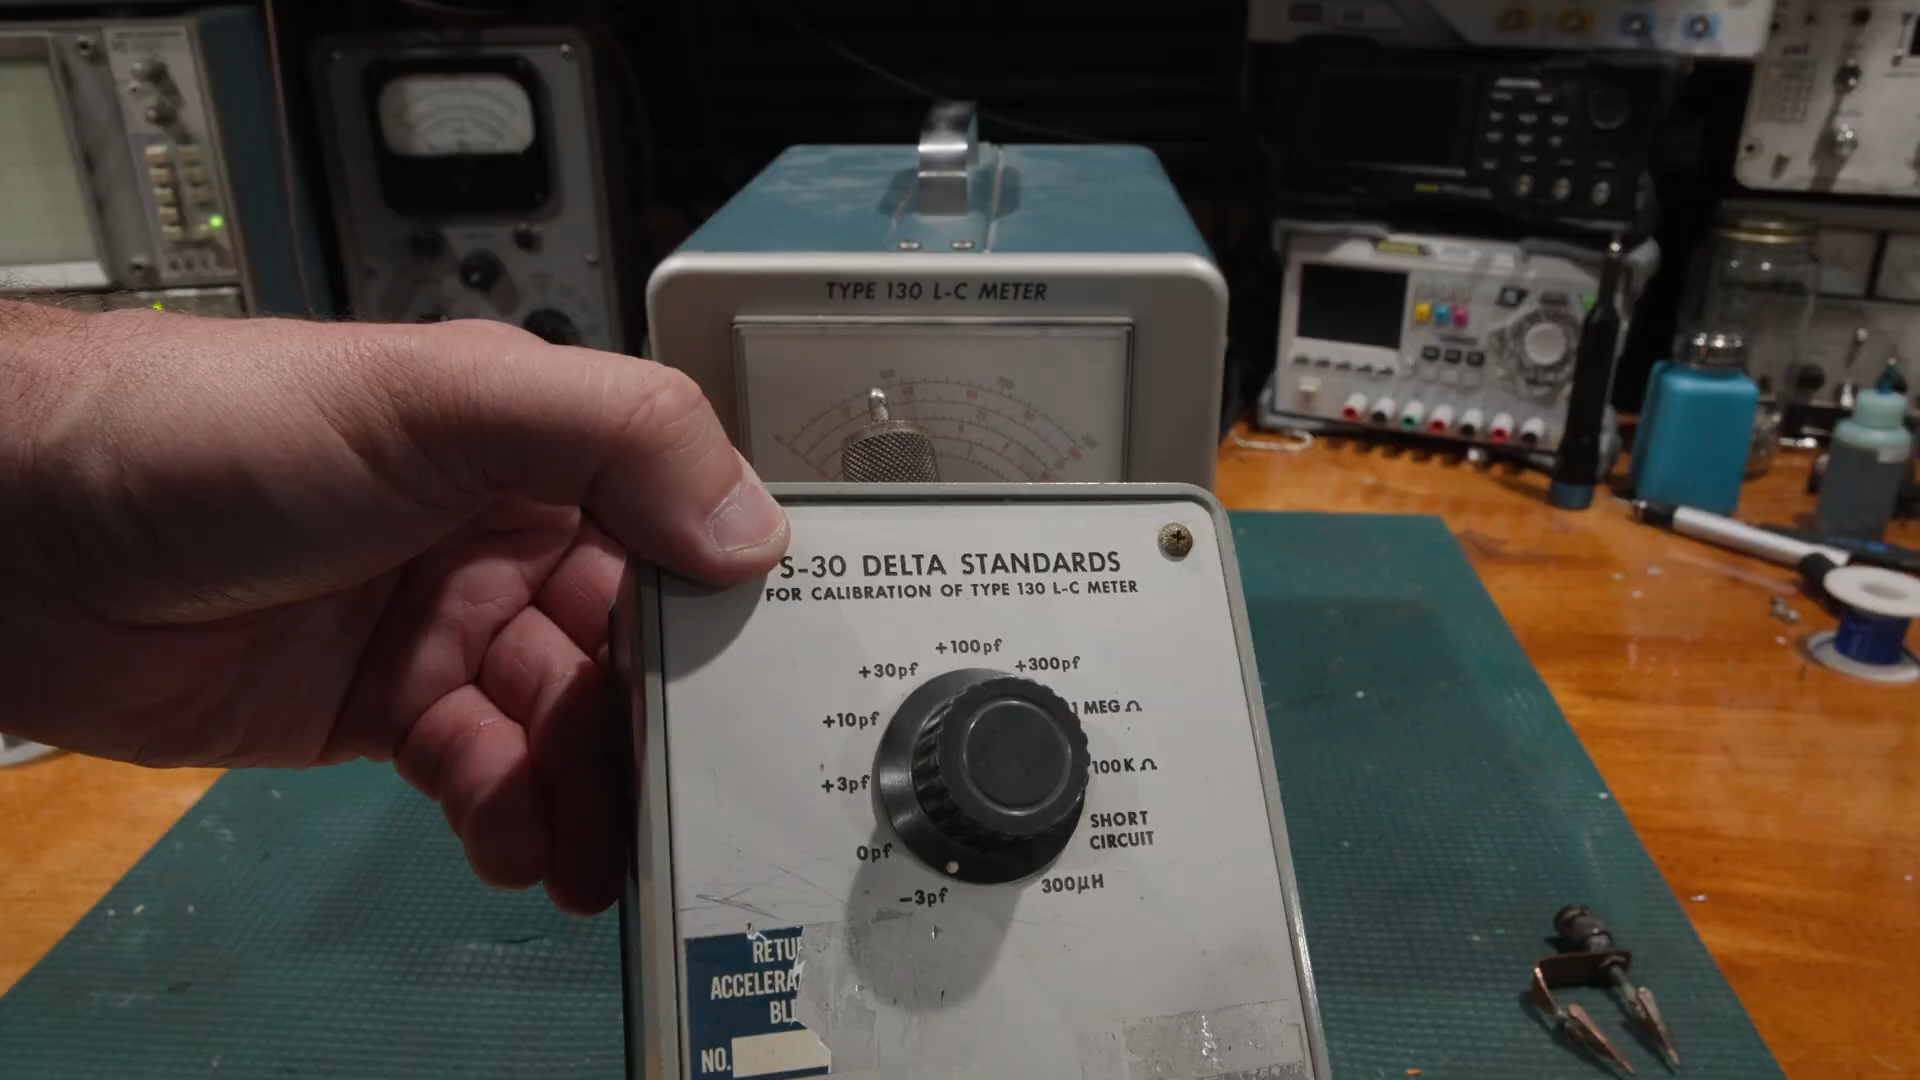 TYPE 130 L-C METER
S-30 DELTA STANDARDS
FOR CALIBRATION OF TYPE 130 L-C METER
+100pf
+30pf
+300pf
+10pf
1 MEG Ω
+3pf
100K Ω
0pf
SHORT
CIRCUIT
-3pf
300μH
RETU
ACCELERA
BL
NO.